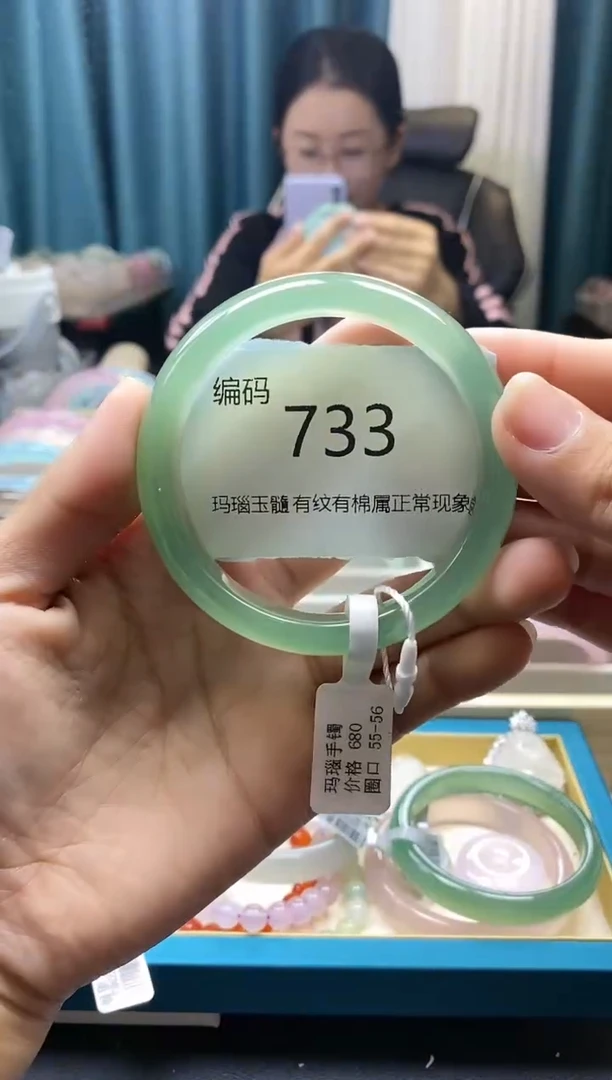 编码
733
玛瑙玉髓有纹有棉属正常现象
玛瑙手镯
价格 680
圈口 55-56